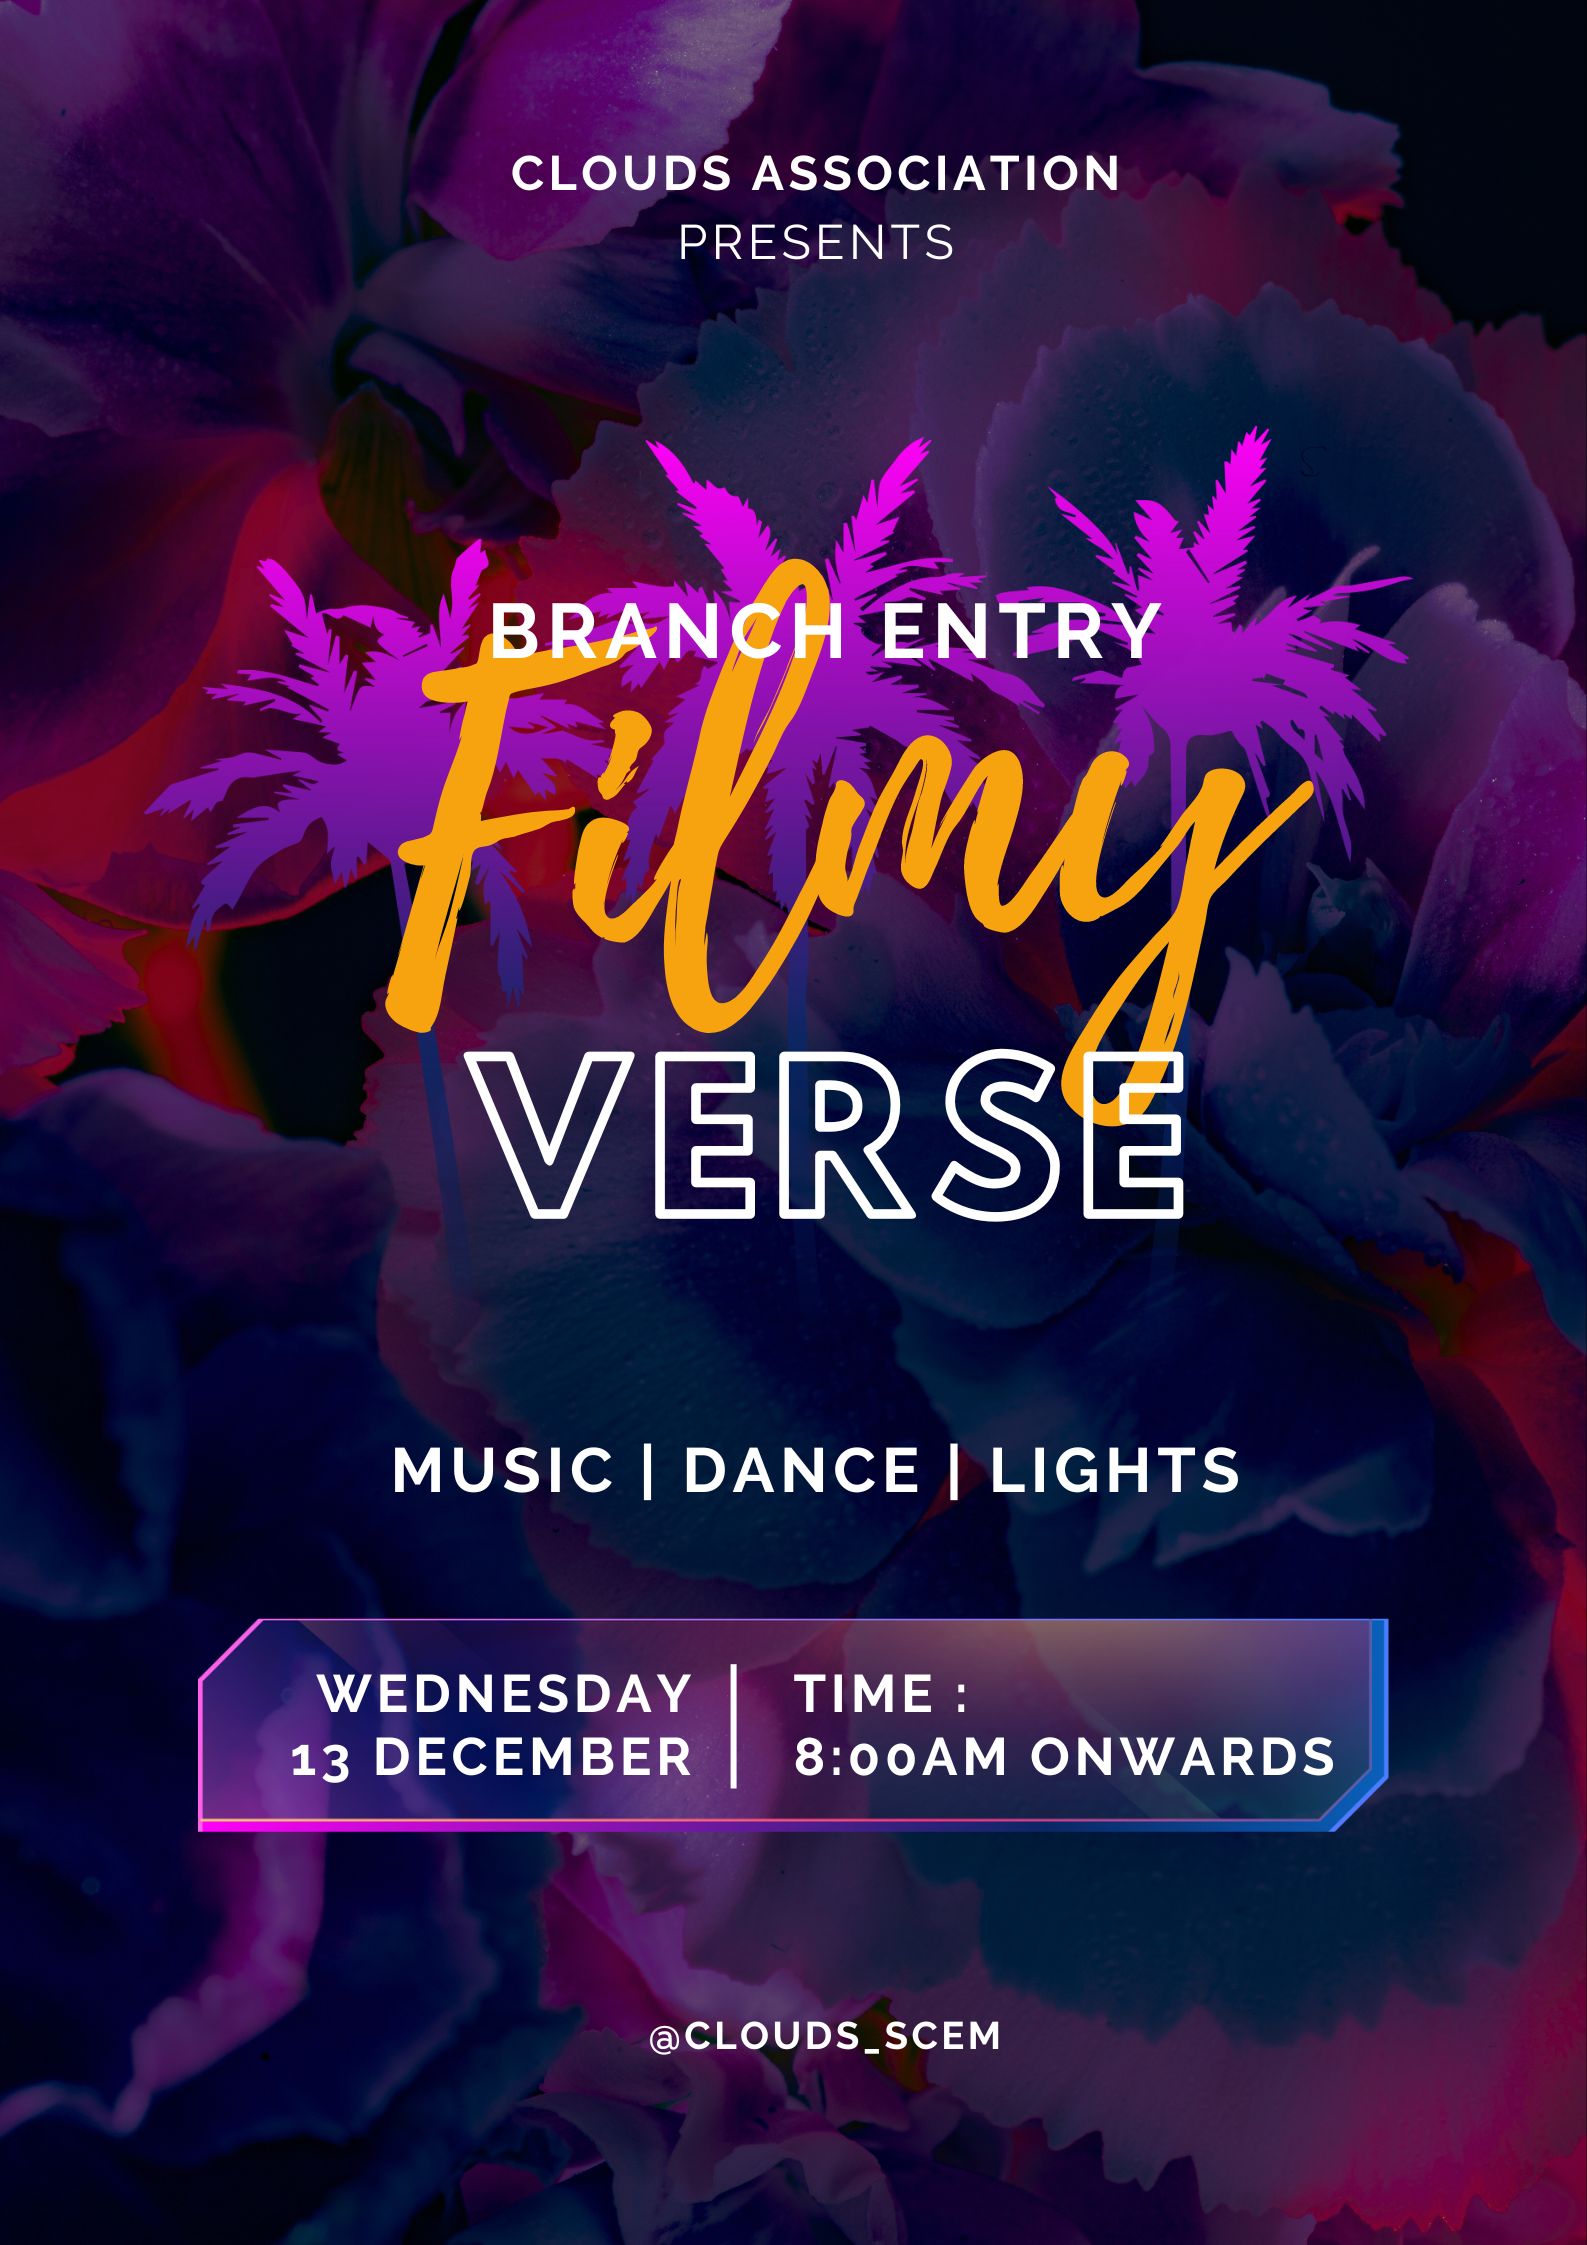 CLOUDS ASSOCIATION
PRESENTS
BRANCH ENTRY
Filmy
VERSE
MUSIC | DANCE | LIGHTS
WEDNESDAY
13 DECEMBER
TIME :
8:00AM ONWARDS
@CLOUDS_SCEM